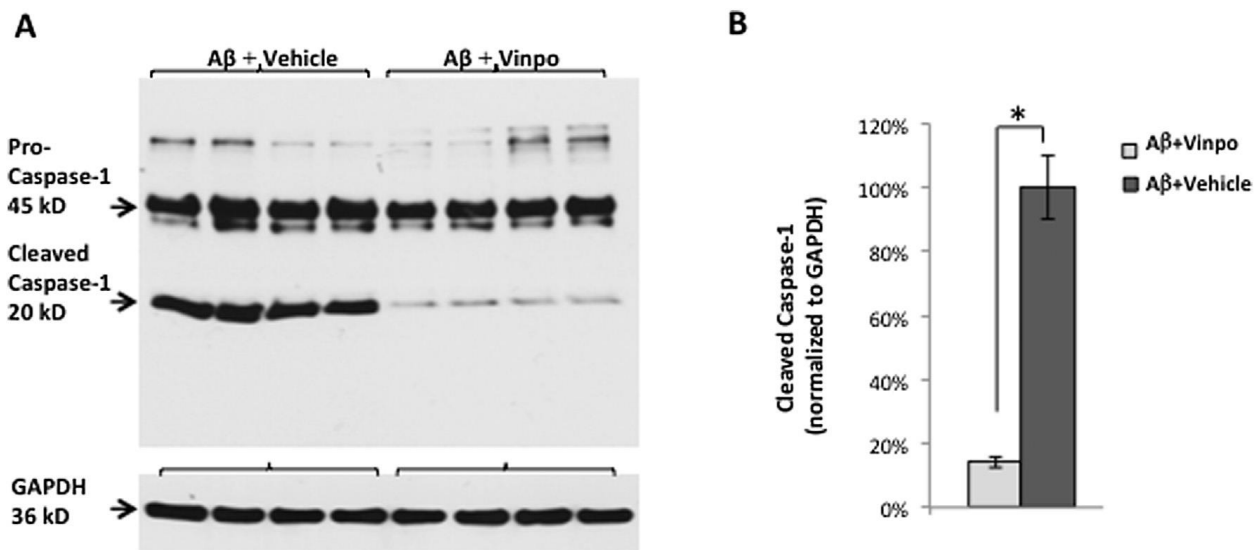 A
Aβ + Vehicle
Aβ + Vinpo
Pro-
Caspase-1
45 kD
Cleaved
Caspase-1
20 kD
GAPDH
36 kD
B
*
120%
100%
80%
60%
40%
20%
0%
Cleaved Caspase-1
(normalized to GAPDH)
Aβ+Vinpo
Aβ+Vehicle